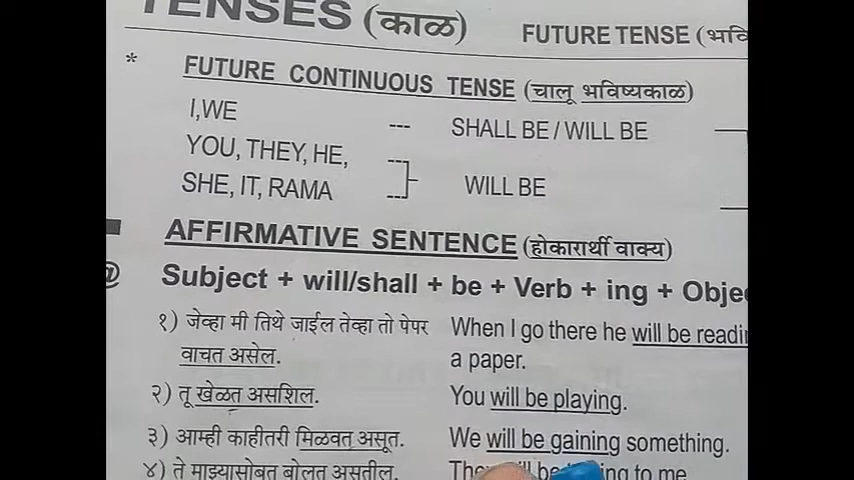 TENSES (काळ) FUTURE TENSE
* FUTURE CONTINUOUS TENSE (चालू भविष्यकाळ)
I,WE --- SHALL BE / WILL BE
YOU, THEY, HE, ---
SHE, IT, RAMA --- WILL BE
AFFIRMATIVE SENTENCE (होकारार्थी वाक्य)
@ Subject + will/shall + be + Verb + ing +
१) जेव्हा मी तिथे जाईल तेव्हा तो पेपर When I go there he will be
वाचत असेल. a paper.
२) तू खेळत असशिल. You will be playing.
३) आम्ही काहीतरी मिळवत असूत. We will be gaining something.
४) ते माझ्यासोबत बोलत असतील. to me